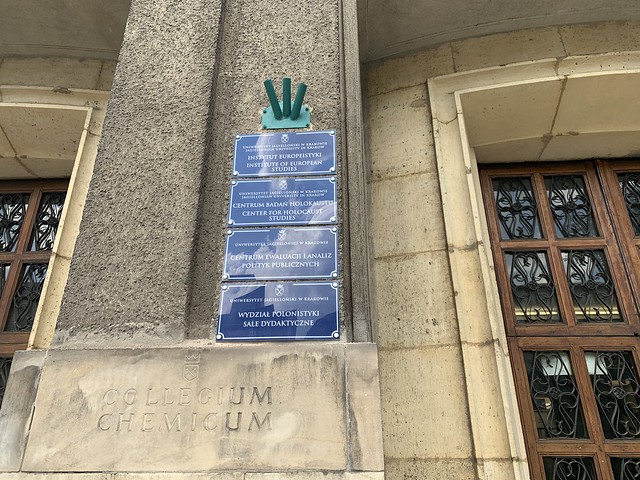 UNIWERSYTET JAGIELLOŃSKI W KRAKOWIE
JAGIELLONIAN UNIVERSITY IN KRAKOW
INSTYTUT EUROPEISTYKI
INSTITUTE OF EUROPEAN
STUDIES
UNIWERSYTET JAGIELLOŃSKI W KRAKOWIE
JAGIELLONIAN UNIVERSITY IN KRAKOW
CENTRUM BADAŃ HOLOKAUSTU
CENTER FOR HOLOCAUST
STUDIES
UNIWERSYTET JAGIELLOŃSKI W KRAKOWIE
CENTRUM EWALUACJI I ANALIZ
POLITYK PUBLICZNYCH
UNIWERSYTET JAGIELLOŃSKI W KRAKOWIE
WYDZIAŁ POLONISTYKI
SALE DYDAKTYCZNE
COLLEGIUM
CHEMICUM